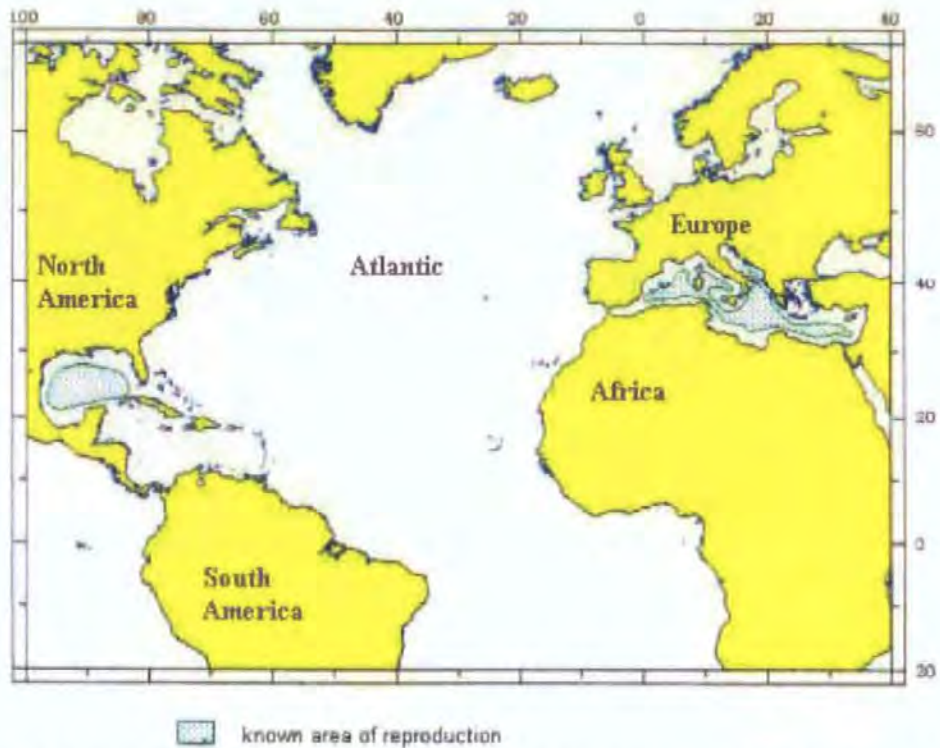 100 80 60 40 20 0 20 40
60
Europe
North
America
Atlantic
40
Africa
20
0
South
America
20
known area of reproduction